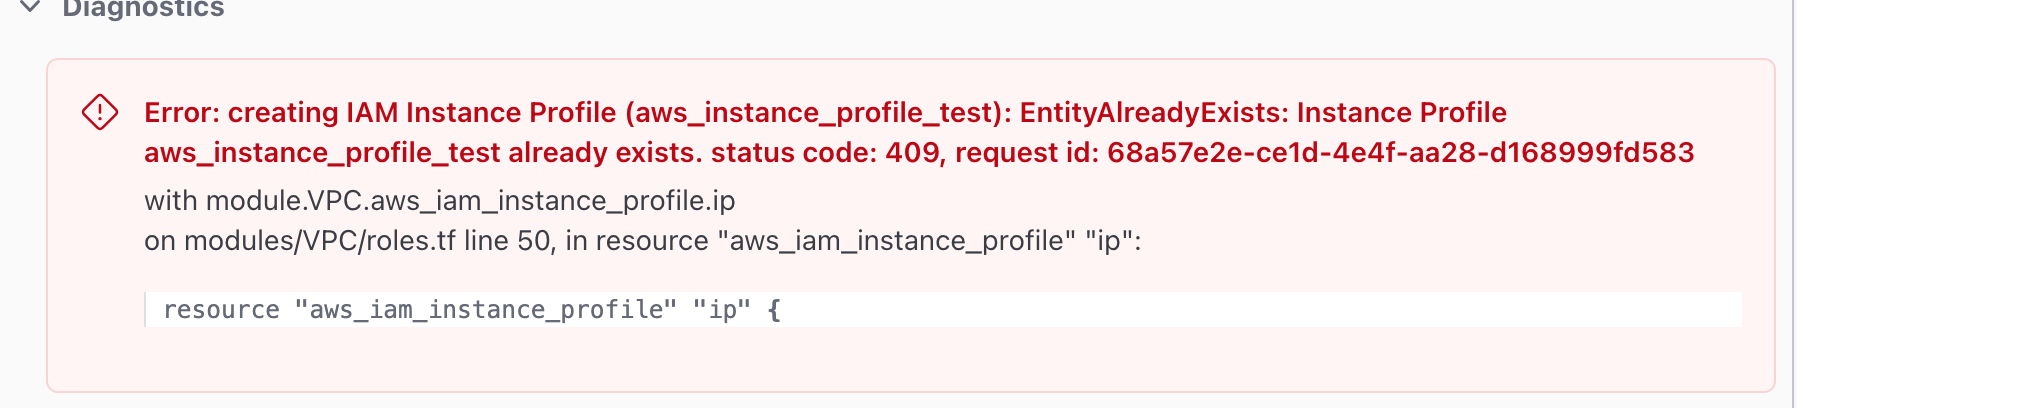 Diagnostics
Error: creating IAM Instance Profile (aws_instance_profile_test): EntityAlreadyExists: Instance Profile
aws_instance_profile_test already exists. status code: 409, request id: 68a57e2e-ce1d-4e4f-aa28-d168999fd583
with module.VPC.aws_iam_instance_profile.ip
on modules/VPC/roles.tf line 50, in resource "aws_iam_instance_profile" "ip":
resource "aws_iam_instance_profile" "ip" {